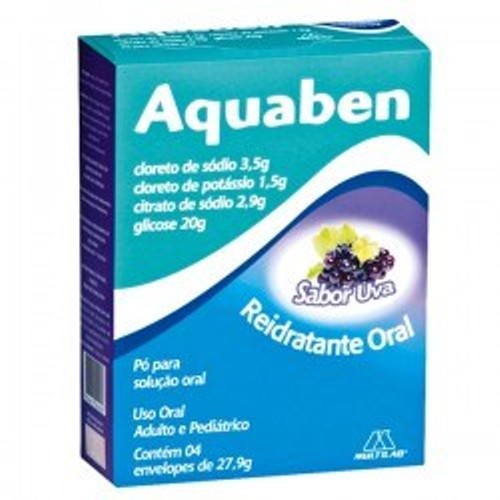 Aquaben
cloreto de sódio 3,5g
cloreto de potássio 1,5g
citrato de sódio 2,9g
glicose 20g
Sabor Uva
Reidratante Oral
Pó para
solução oral
Uso Oral
Adulto e Pediátrico
Contém 04
envelopes de 27,9g
MULTILAB